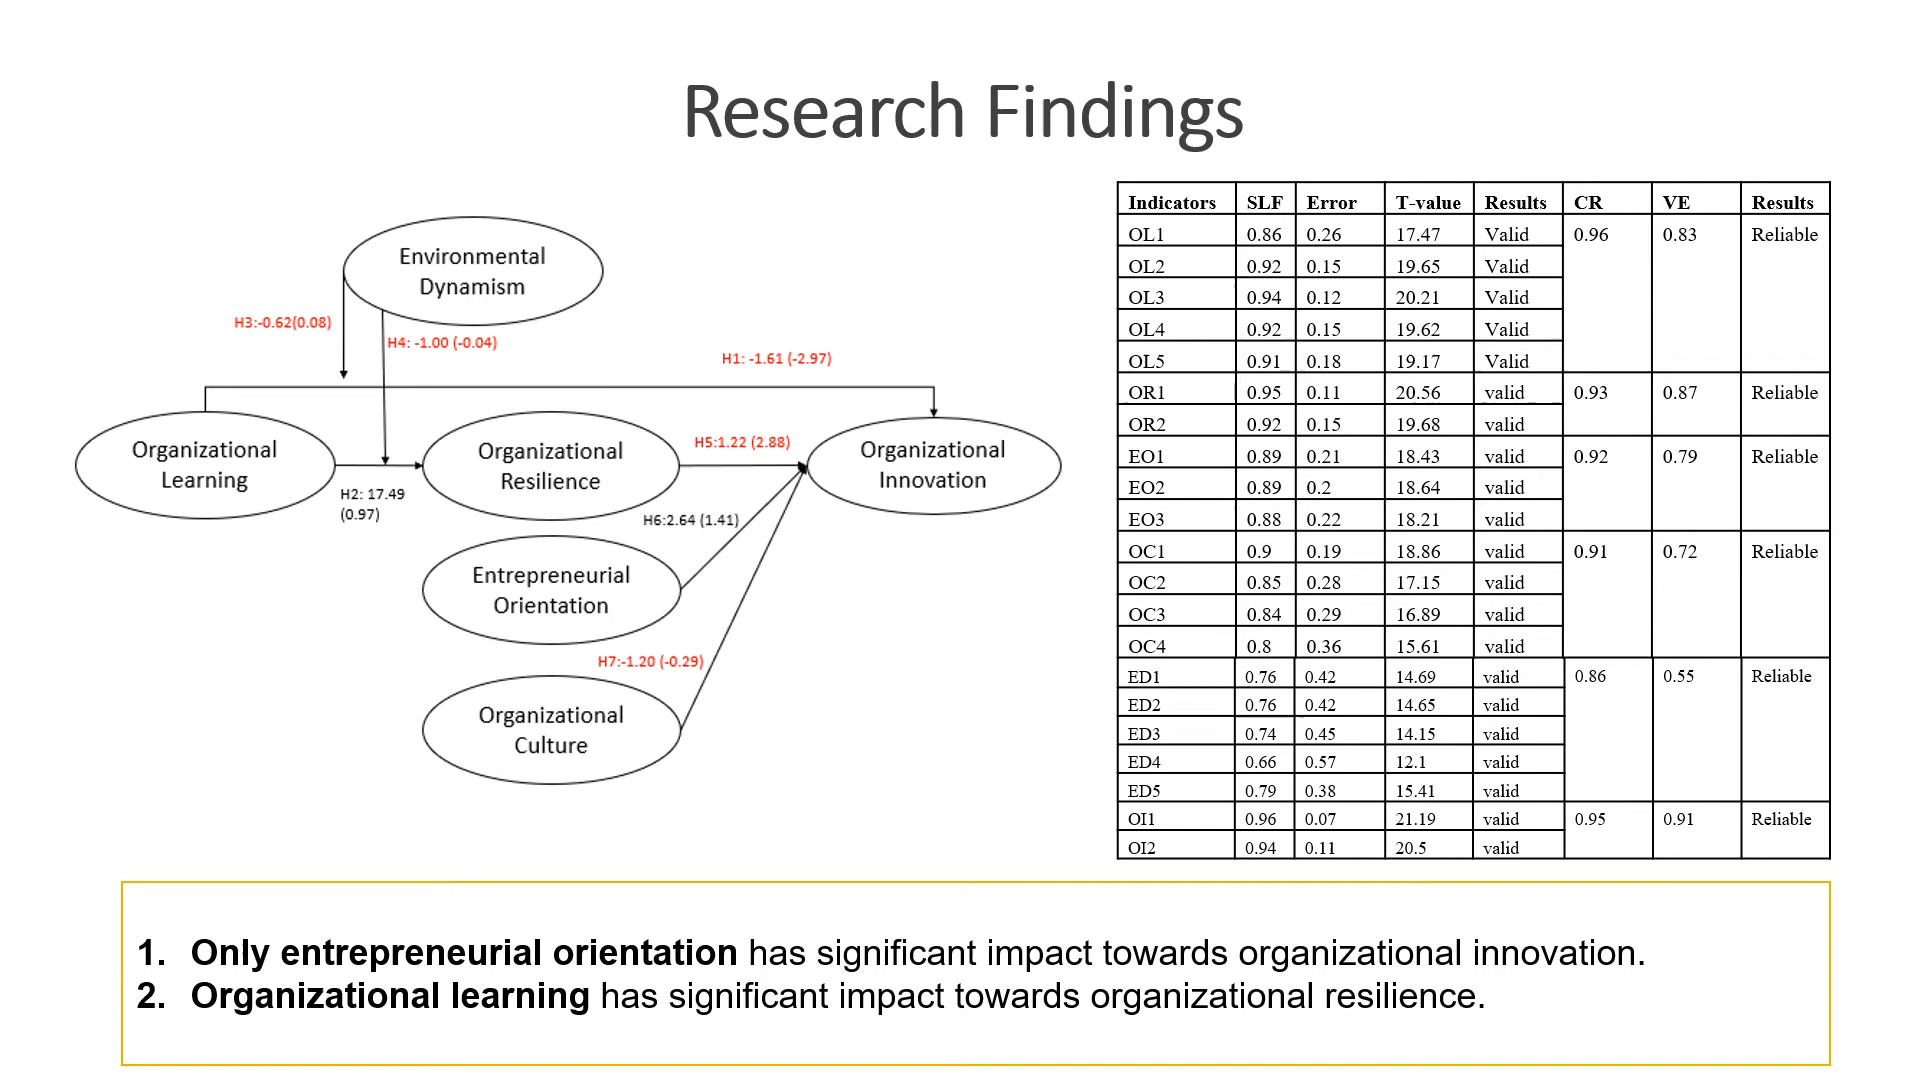 Research Findings
Environmental
Dynamism
H3:-0.62(0.08)
H4: -1.00 (-0.04)
H1: -1.61 (-2.97)
Organizational
Learning
Organizational
Resilience
H5:1.22 (2.88)
Organizational
Innovation
H2: 17.49
(0.97)
H6:2.64 (1.41)
Entrepreneurial
Orientation
H7:-1.20 (-0.29)
Organizational
Culture
Indicators SLF Error T-value Results CR VE Results
OL1 0.86 0.26 17.47 Valid 0.96 0.83 Reliable
OL2 0.92 0.15 19.65 Valid
OL3 0.94 0.12 20.21 Valid
OL4 0.92 0.15 19.62 Valid
OL5 0.91 0.18 19.17 Valid
OR1 0.95 0.11 20.56 valid 0.93 0.87 Reliable
OR2 0.92 0.15 19.68 valid
EO1 0.89 0.21 18.43 valid 0.92 0.79 Reliable
EO2 0.89 0.2 18.64 valid
EO3 0.88 0.22 18.21 valid
OC1 0.9 0.19 18.86 valid 0.91 0.72 Reliable
OC2 0.85 0.28 17.15 valid
OC3 0.84 0.29 16.89 valid
OC4 0.8 0.36 15.61 valid
ED1 0.76 0.42 14.69 valid 0.86 0.55 Reliable
ED2 0.76 0.42 14.65 valid
ED3 0.74 0.45 14.15 valid
ED4 0.66 0.57 12.1 valid
ED5 0.79 0.38 15.41 valid
OI1 0.96 0.07 21.19 valid 0.95 0.91 Reliable
OI2 0.94 0.11 20.5 valid
1. Only entrepreneurial orientation has significant impact towards organizational innovation.
2. Organizational learning has significant impact towards organizational resilience.